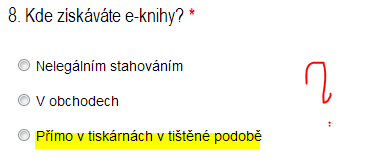 8. Kde získáváte e-knihy? *
Nelegálním stahováním
V obchodech
Přímo v tiskárnách v tištěné podobě
?